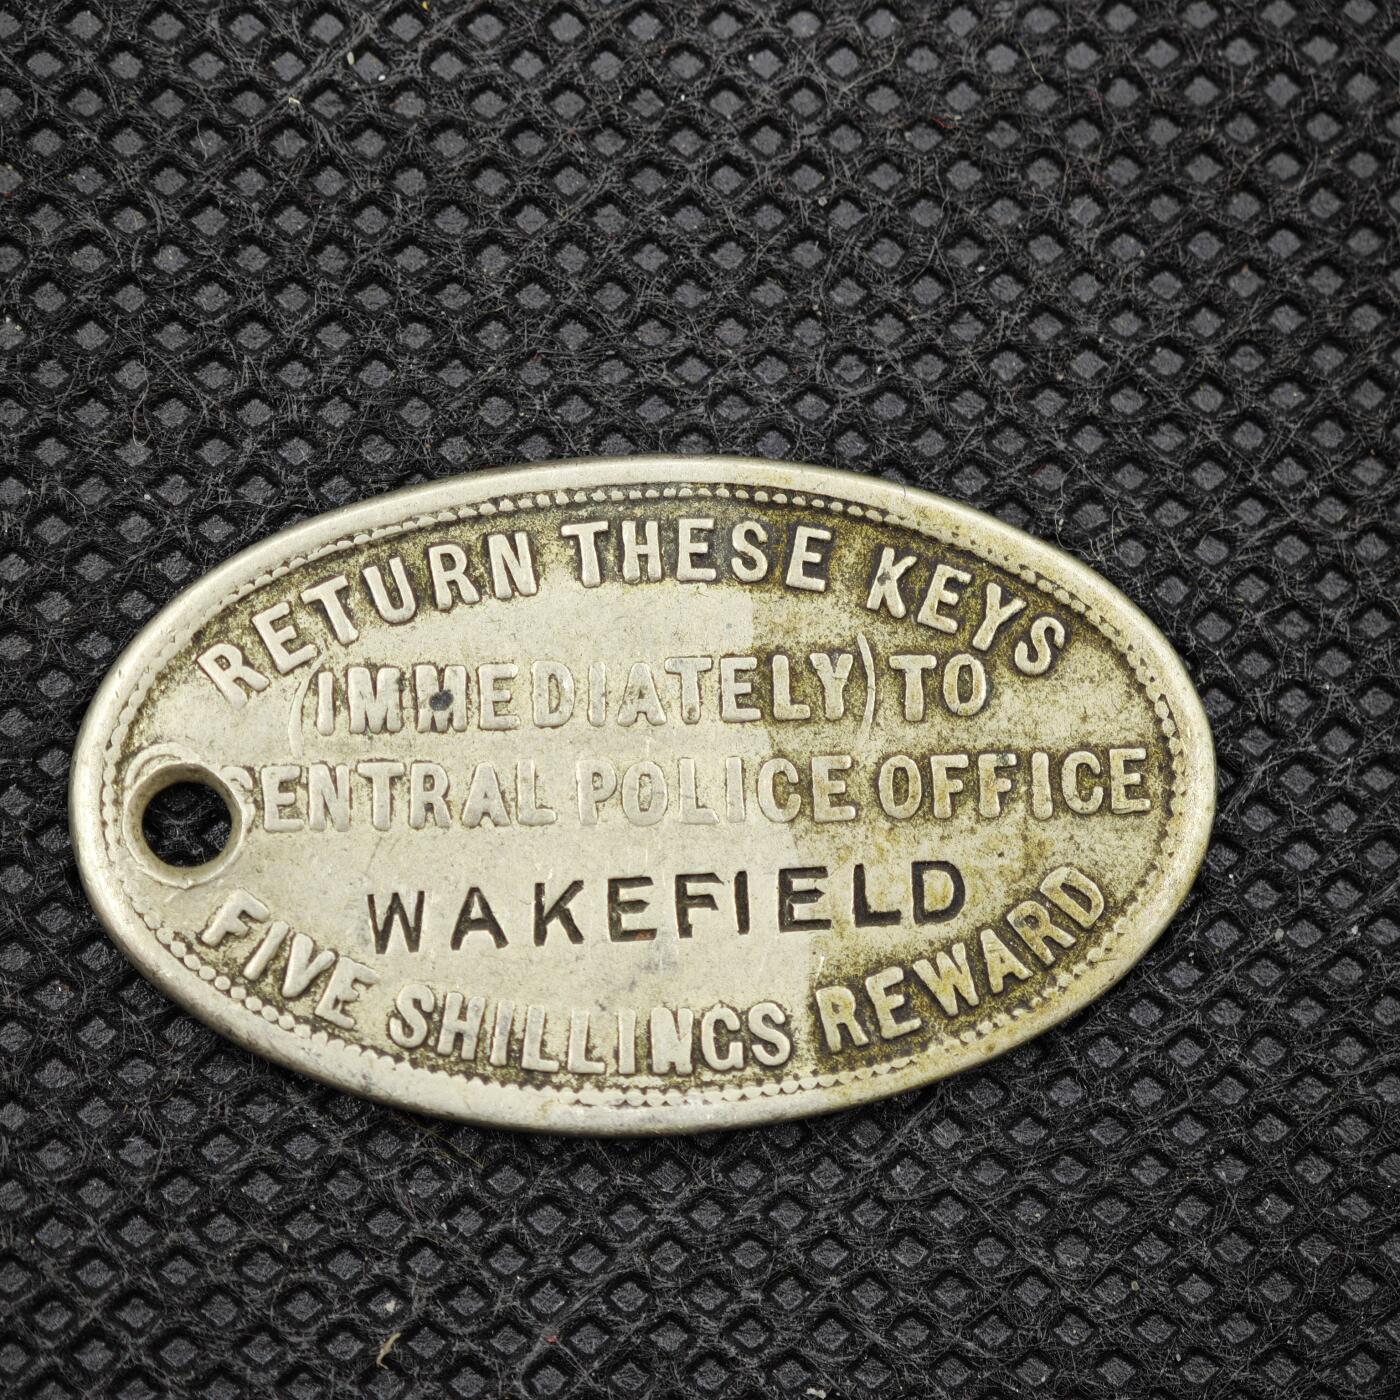 RETURN THESE KEYS
(IMMEDIATELY) TO
CENTRAL POLICE OFFICE
WAKEFIELD
FIVE SHILLINGS REWARD